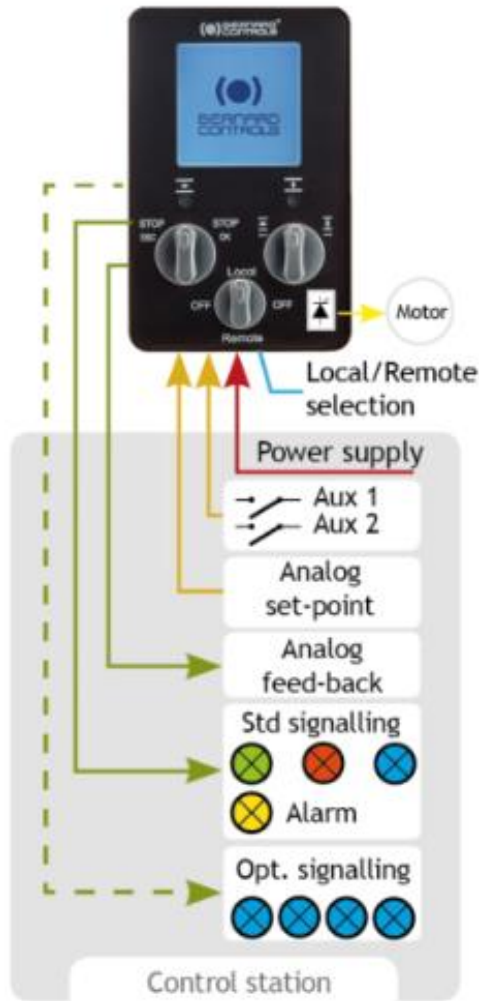 BERNARD CONTROLS
BERNARD
CONTROLS
STOP
STOP
OK
Local
OFF
OFF
Remote
Motor
Local/Remote
selection
Power supply
Aux 1
Aux 2
Analog
set-point
Analog
feed-back
Std signalling
Alarm
Opt. signalling
Control station